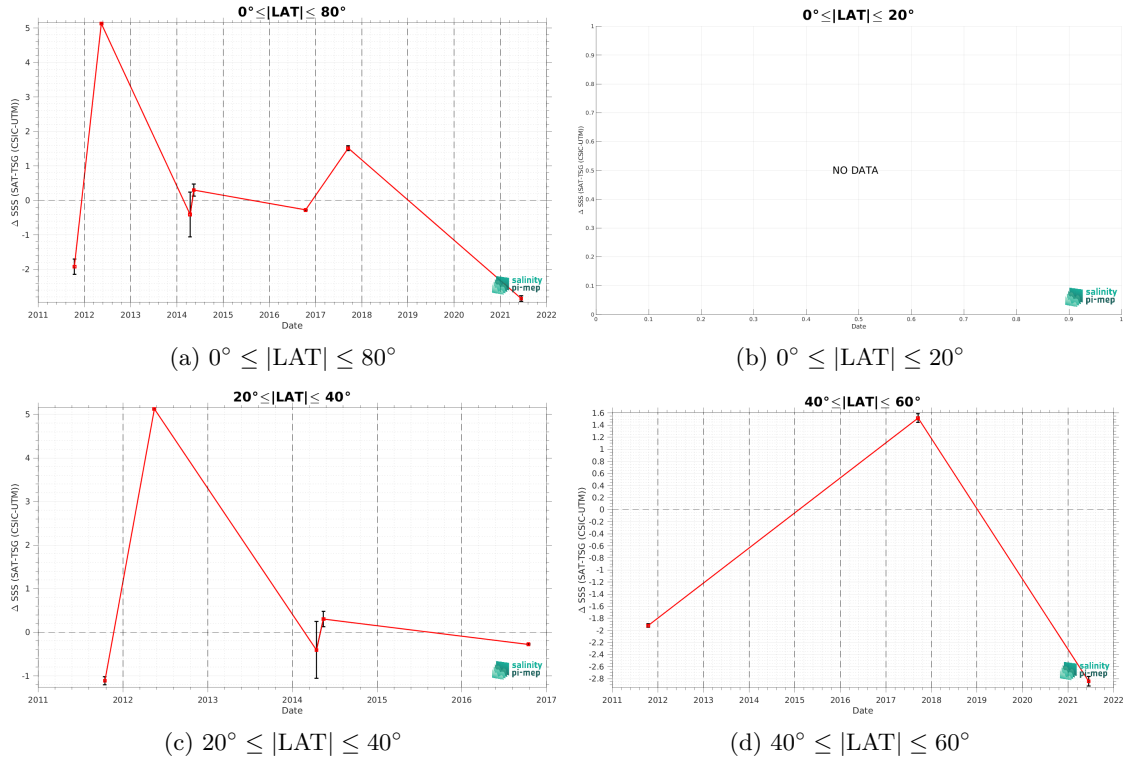 0°≤|LAT|≤ 80°
5
4
3
2
1
0
-1
-2
Δ SSS (SAT-TSG (CSIC-UTM))
2011 2012 2013 2014 2015 2016 2017 2018 2019 2020 2021 2022
Date
salinity
pi-mep
(a) 0° ≤ |LAT| ≤ 80°
0°≤|LAT|≤ 20°
1
0.9
0.8
0.7
0.6
0.5
0.4
0.3
0.2
0.1
0
Δ SSS (SAT-TSG (CSIC-UTM))
NO DATA
0 0.1 0.2 0.3 0.4 0.5 0.6 0.7 0.8 0.9 1
Date
salinity
pi-mep
(b) 0° ≤ |LAT| ≤ 20°
20°≤|LAT|≤ 40°
5
4
3
2
1
0
-1
Δ SSS (SAT-TSG (CSIC-UTM))
2011 2012 2013 2014 2015 2016 2017
Date
salinity
pi-mep
(c) 20° ≤ |LAT| ≤ 40°
40°≤|LAT|≤ 60°
1.6
1.4
1.2
1
0.8
0.6
0.4
0.2
0
-0.2
-0.4
-0.6
-0.8
-1
-1.2
-1.4
-1.6
-1.8
-2
-2.2
-2.4
-2.6
-2.8
Δ SSS (SAT-TSG (CSIC-UTM))
2011 2012 2013 2014 2015 2016 2017 2018 2019 2020 2021 2022
Date
salinity
pi-mep
(d) 40° ≤ |LAT| ≤ 60°